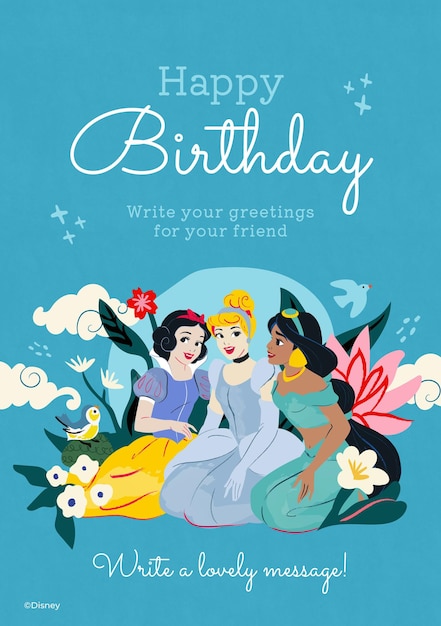 Happy
Birthday
Write your greetings
for your friend
Write a lovely message!
©Disney